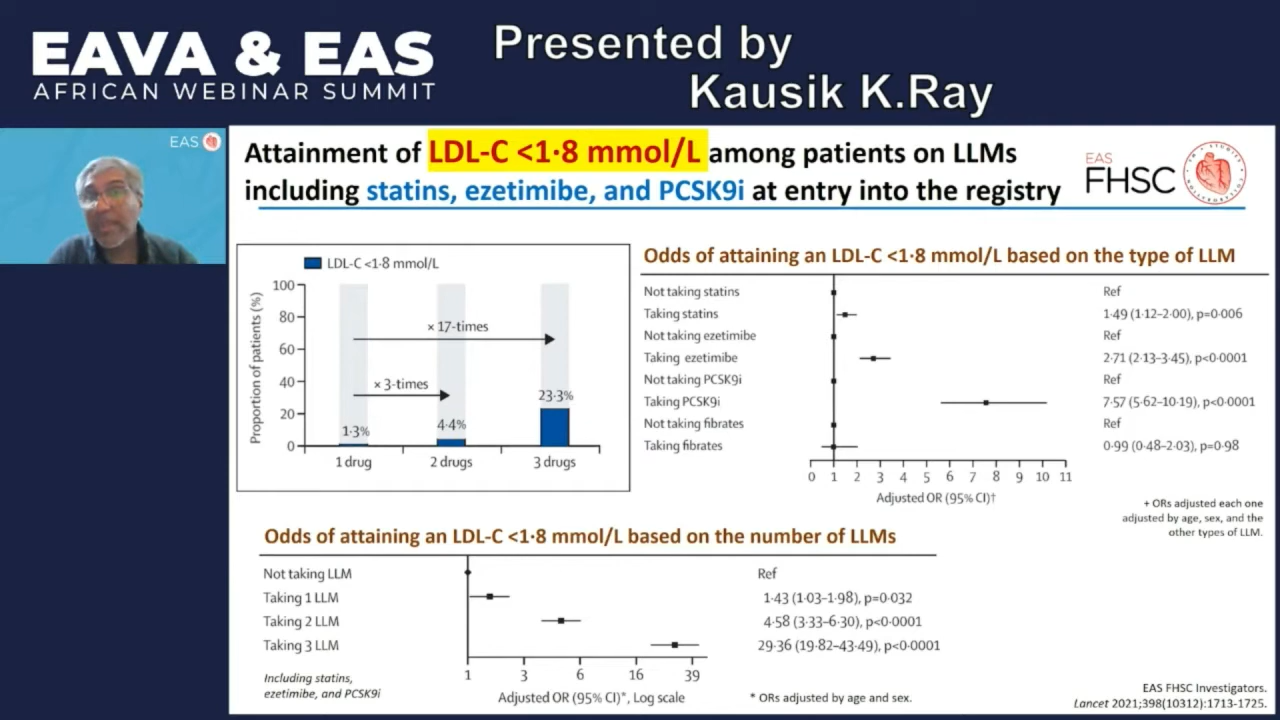 EAVA & EAS
AFRICAN WEBINAR SUMMIT
Presented by
Kausik K.Ray
EAS
Attainment of LDL-C <1·8 mmol/L among patients on LLMs
including statins, ezetimibe, and PCSK9i at entry into the registry
EAS
FHSC
LDL-C <1·8 mmol/L
Proportion of patients (%)
100
80
60
40
20
0
× 17-times
× 3-times
1·3%
4·4%
23·3%
1 drug
2 drugs
3 drugs
Odds of attaining an LDL-C <1·8 mmol/L based on the type of LLM
Not taking statins Ref
Taking statins 1·49 (1·12–2·00), p=0·006
Not taking ezetimibe Ref
Taking ezetimibe 2·71 (2·13–3·45), p<0·0001
Not taking PCSK9i Ref
Taking PCSK9i 7·57 (5·62–10·19), p<0·0001
Not taking fibrates Ref
Taking fibrates 0·99 (0·48–2·03), p=0·98
0 1 2 3 4 5 6 7 8 9 10 11
Adjusted OR (95% CI)†
+ ORs adjusted each one
adjusted by age, sex, and the
other types of LLM.
Odds of attaining an LDL-C <1·8 mmol/L based on the number of LLMs
Not taking LLM Ref
Taking 1 LLM 1·43 (1·03–1·98), p=0·032
Taking 2 LLM 4·58 (3·33–6·30), p<0·0001
Taking 3 LLM 29·36 (19·82–43·49), p<0·0001
1 3 6 16 39
Adjusted OR (95% CI)*, Log scale
Including statins,
ezetimibe, and PCSK9i
* ORs adjusted by age and sex.
EAS FHSC Investigators.
Lancet 2021;398(10312):1713-1725.